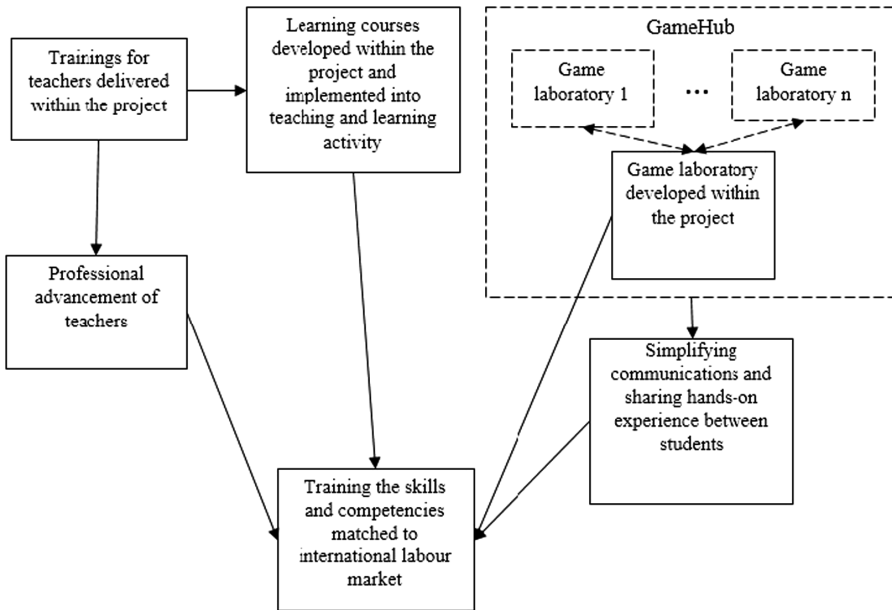 Trainings for
teachers delivered
within the project
Learning courses
developed within the
project and
implemented into
teaching and learning
activity
GameHub
Game
laboratory 1
...
Game
laboratory n
Game laboratory
developed within
the project
Professional
advancement of
teachers
Simplifying
communications and
sharing hands-on
experience between
students
Training the skills
and competencies
matched to
international labour
market